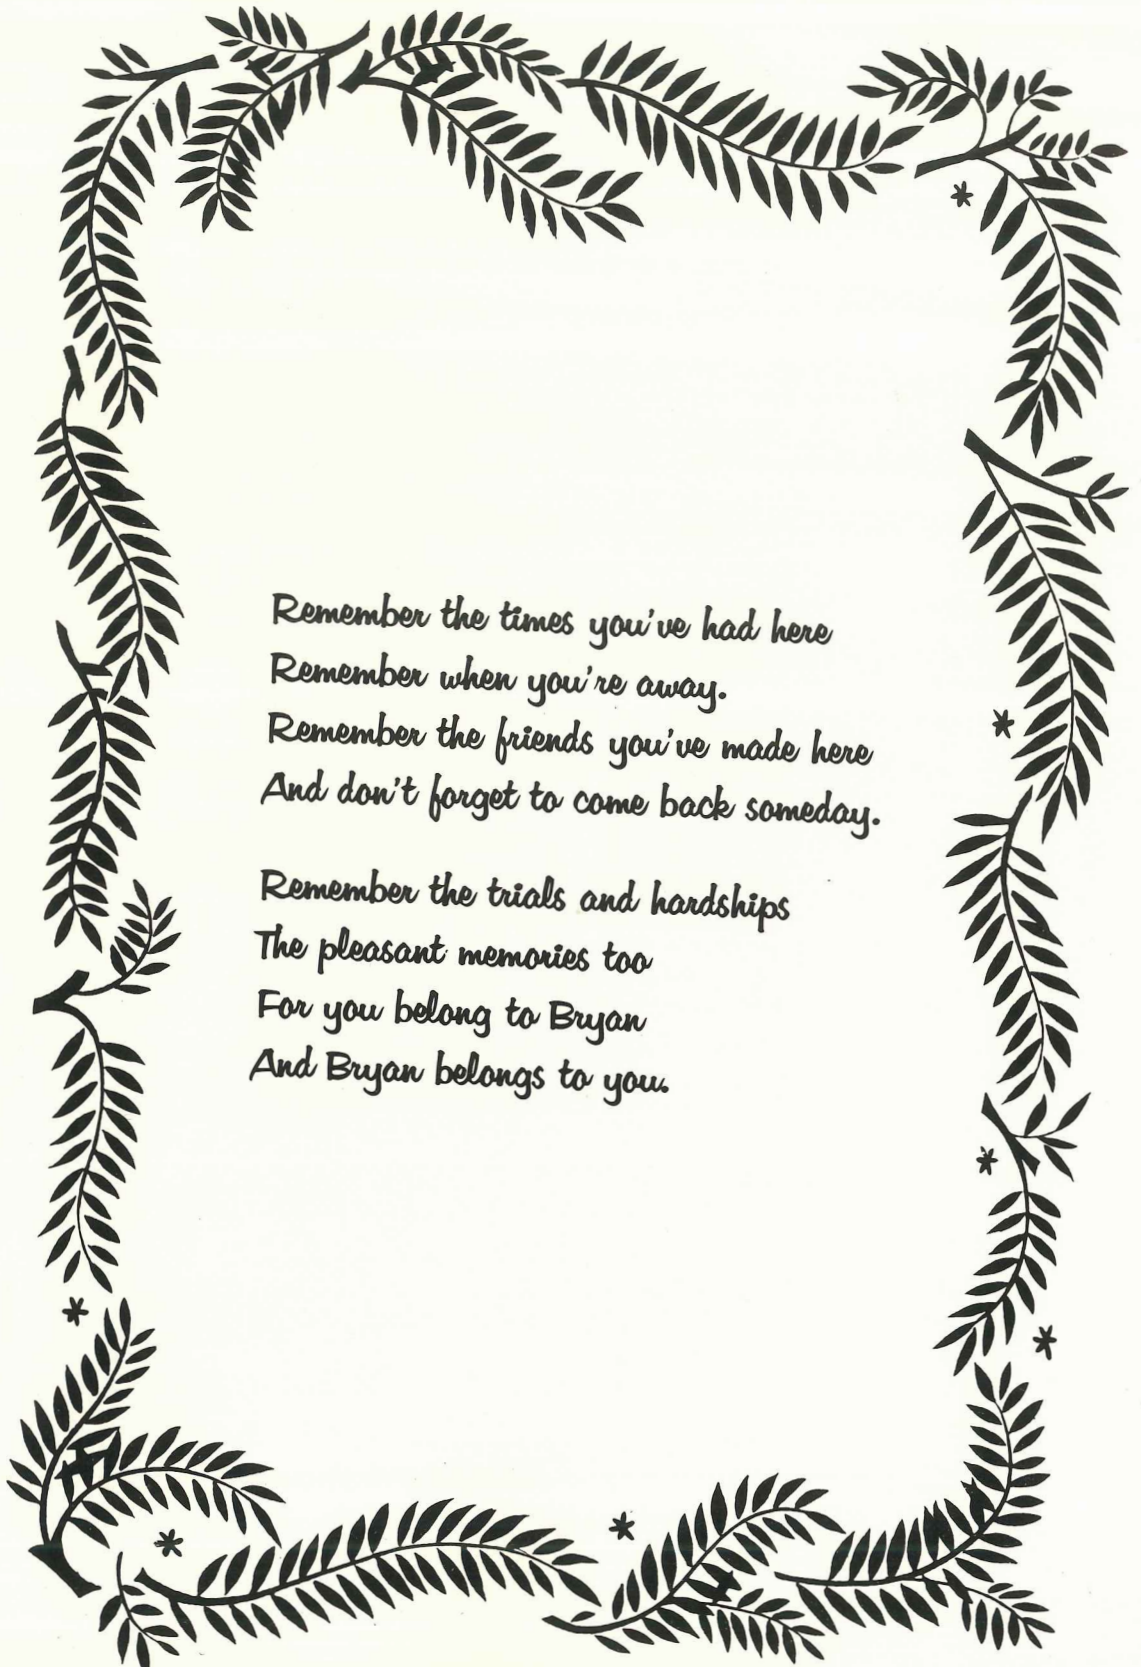 Remember the times you've had here
Remember when you're away.
Remember the friends you've made here
And don't forget to come back someday.
Remember the trials and hardships
The pleasant memories too
For you belong to Bryan
And Bryan belongs to you.